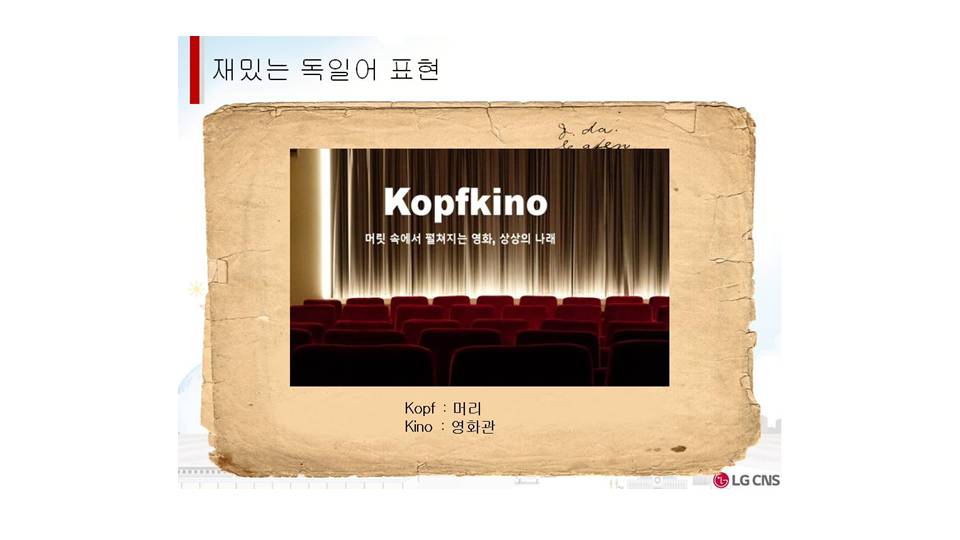 재밌는 독일어 표현
Kopfkino
머릿 속에서 펼쳐지는 영화, 상상의 나래
Kopf : 머리
Kino : 영화관
LG CNS